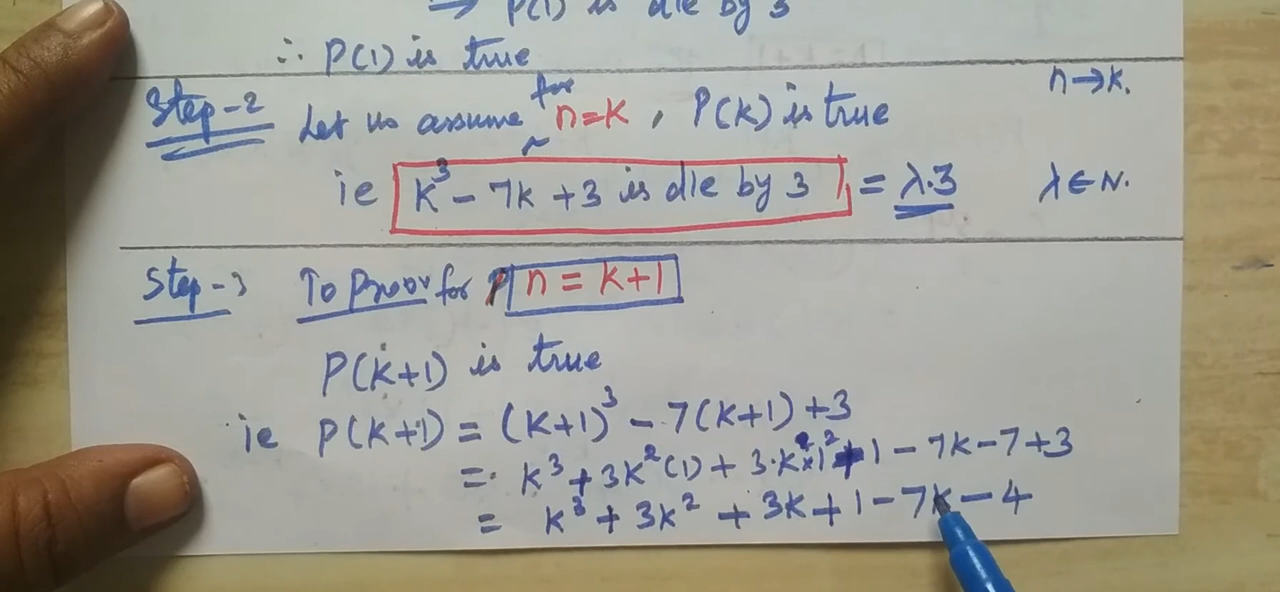 ⇒ P(1) is die by 3
∴ P(1) is true
Step-2 Let us assume for n=k, P(k) is true n→k.
ie k³ - 7k + 3 is die by 3 = λ.3 λ∈N.
Step-3 To Proov for n = k+1
P(k+1) is true
ie P(k+1) = (k+1)³ - 7(k+1) + 3
= k³ + 3k²(1) + 3·k×1² + 1 - 7k - 7 + 3
= k³ + 3k² + 3k + 1 - 7k - 4